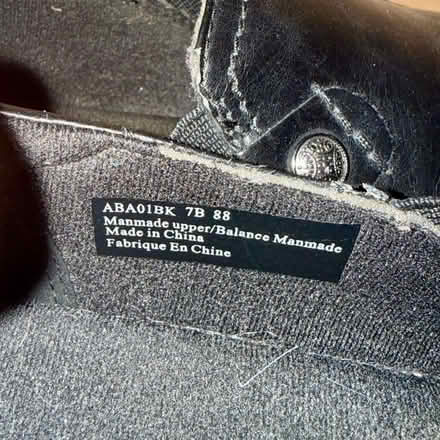 ABA01BK 7B 88
Manmade upper/Balance Manmade
Made in China
Fabrique En Chine